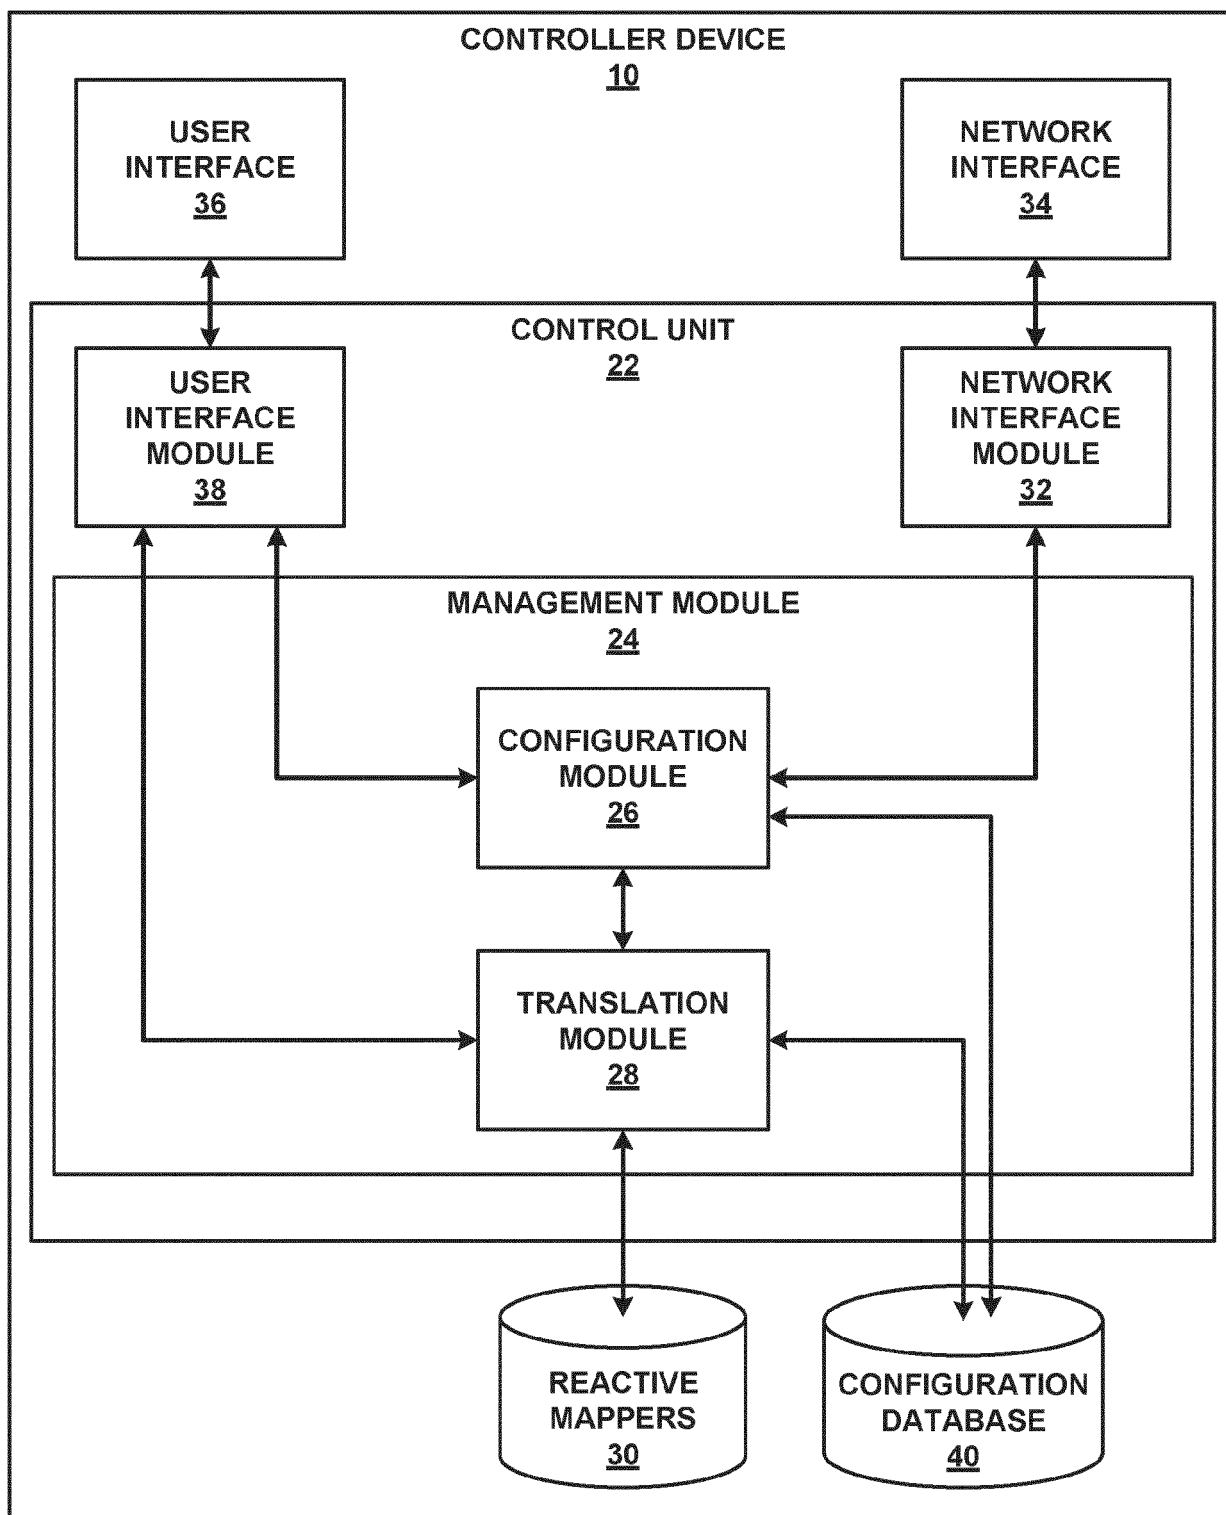 CONTROLLER DEVICE
10
USER
INTERFACE
36
NETWORK
INTERFACE
34
CONTROL UNIT
22
USER
INTERFACE
MODULE
38
NETWORK
INTERFACE
MODULE
32
MANAGEMENT MODULE
24
CONFIGURATION
MODULE
26
TRANSLATION
MODULE
28
REACTIVE
MAPPERS
30
CONFIGURATION
DATABASE
40